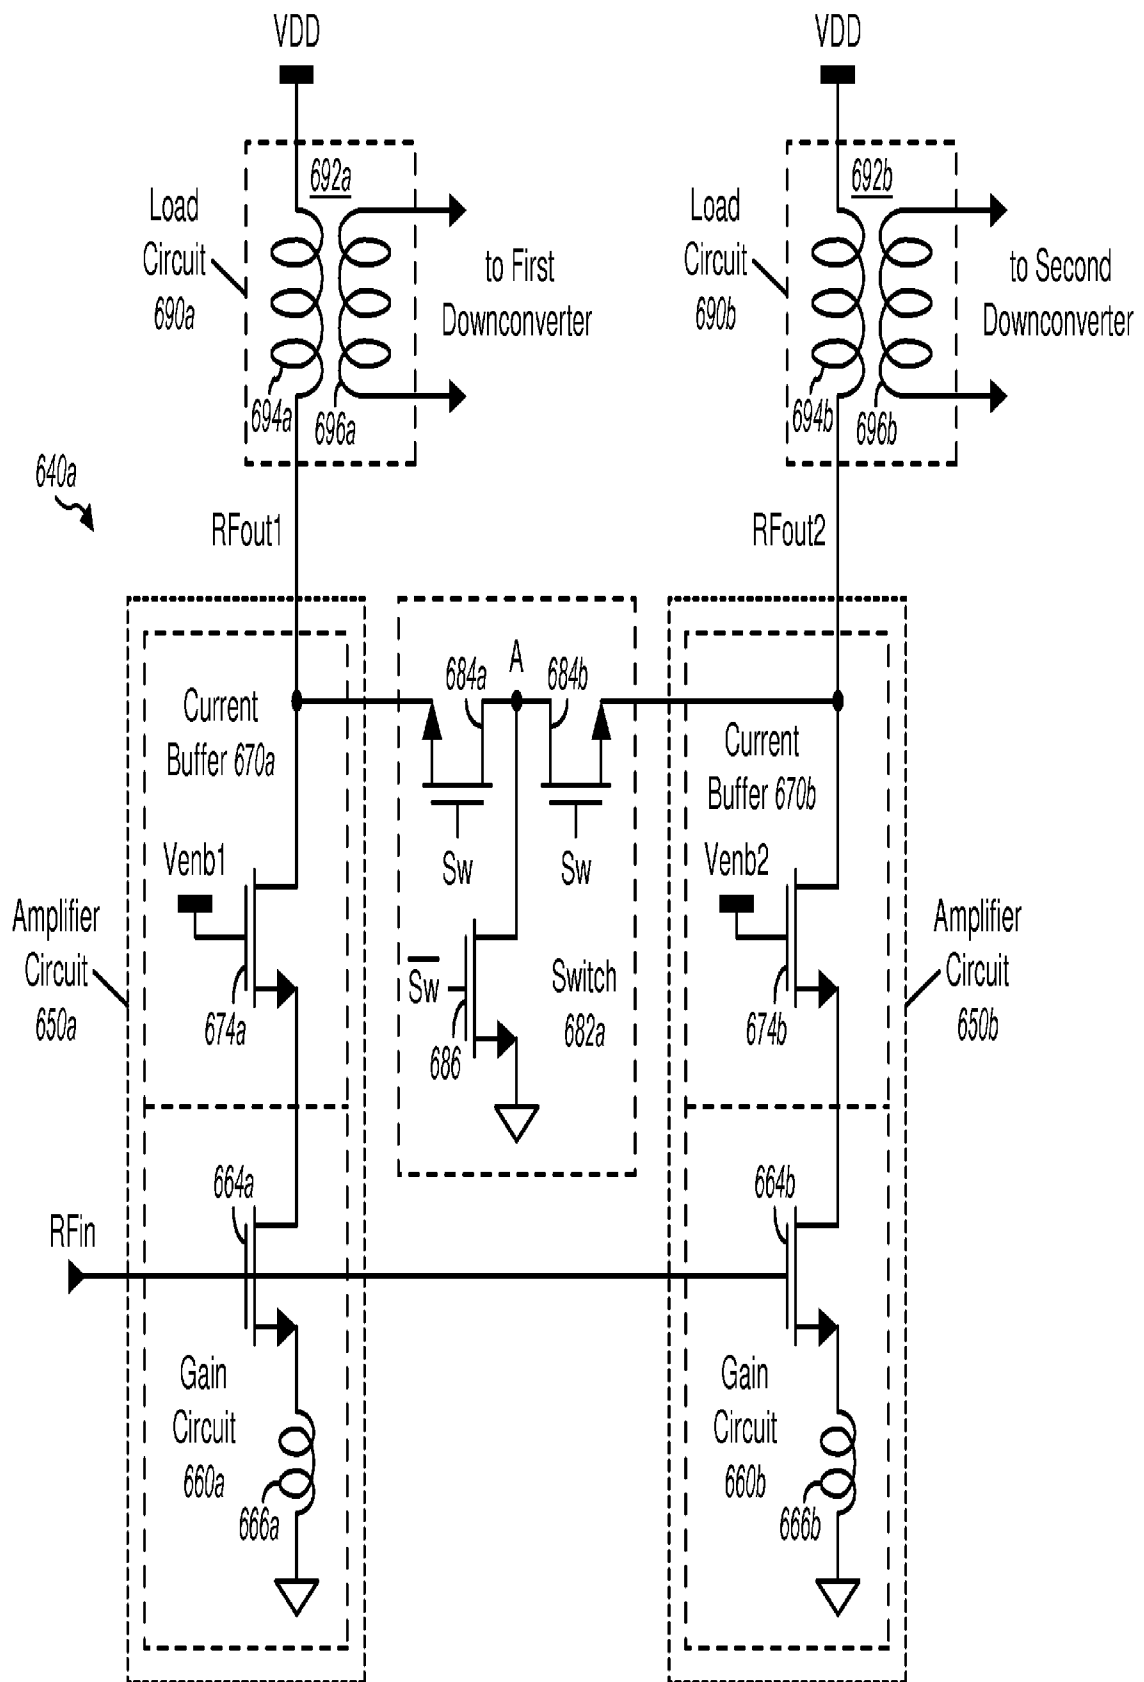 VDD
VDD
692a
692b
Load
Circuit
690a
Load
Circuit
690b
to First
Downconverter
to Second
Downconverter
694a
696a
694b
696b
640a
RFout1
RFout2
A
684a
684b
Current
Buffer 670a
Current
Buffer 670b
Venb1
Sw
Sw
Venb2
Amplifier
Circuit
650a
674a
S̅w̅
686
Switch
682a
674b
Amplifier
Circuit
650b
664a
664b
RFin
Gain
Circuit
660a
666a
Gain
Circuit
660b
666b